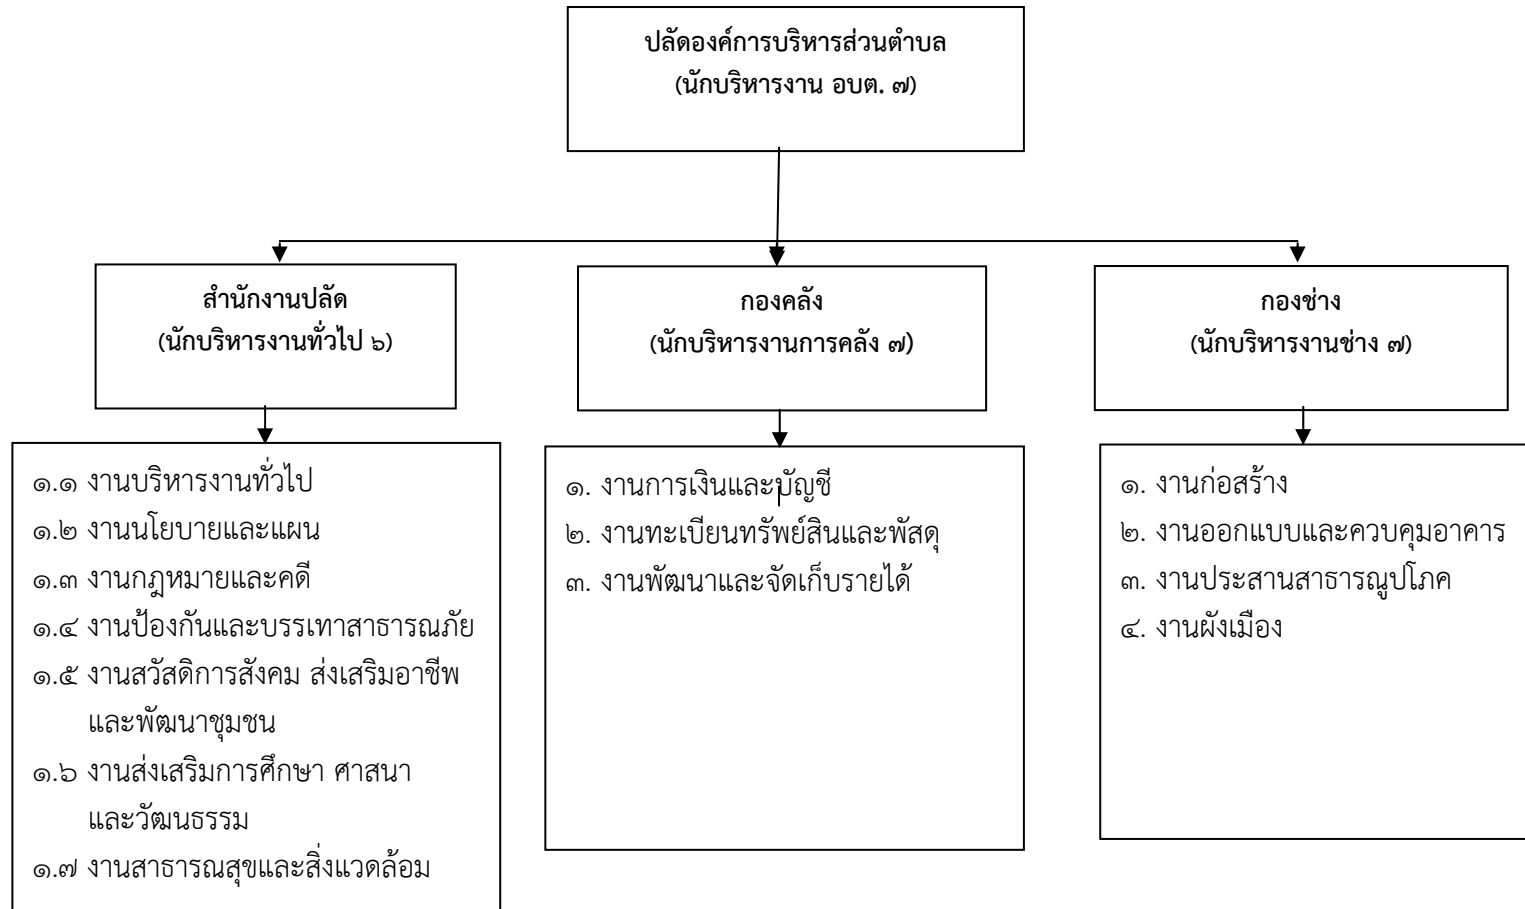 ปลัดองค์การบริหารส่วนตำบล
(นักบริหารงาน อบต. ๗)
สำนักงานปลัด
(นักบริหารงานทั่วไป ๖)
กองคลัง
(นักบริหารงานการคลัง ๗)
กองช่าง
(นักบริหารงานช่าง ๗)
๑.๑ งานบริหารงานทั่วไป
๑.๒ งานนโยบายและแผน
๑.๓ งานกฎหมายและคดี
๑.๔ งานป้องกันและบรรเทาสาธารณภัย
๑.๕ งานสวัสดิการสังคม ส่งเสริมอาชีพ
และพัฒนาชุมชน
๑.๖ งานส่งเสริมการศึกษา ศาสนา
และวัฒนธรรม
๑.๗ งานสาธารณสุขและสิ่งแวดล้อม
๑. งานการเงินและบัญชี
๒. งานทะเบียนทรัพย์สินและพัสดุ
๓. งานพัฒนาและจัดเก็บรายได้
๑. งานก่อสร้าง
๒. งานออกแบบและควบคุมอาคาร
๓. งานประสานสาธารณูปโภค
๔. งานผังเมือง